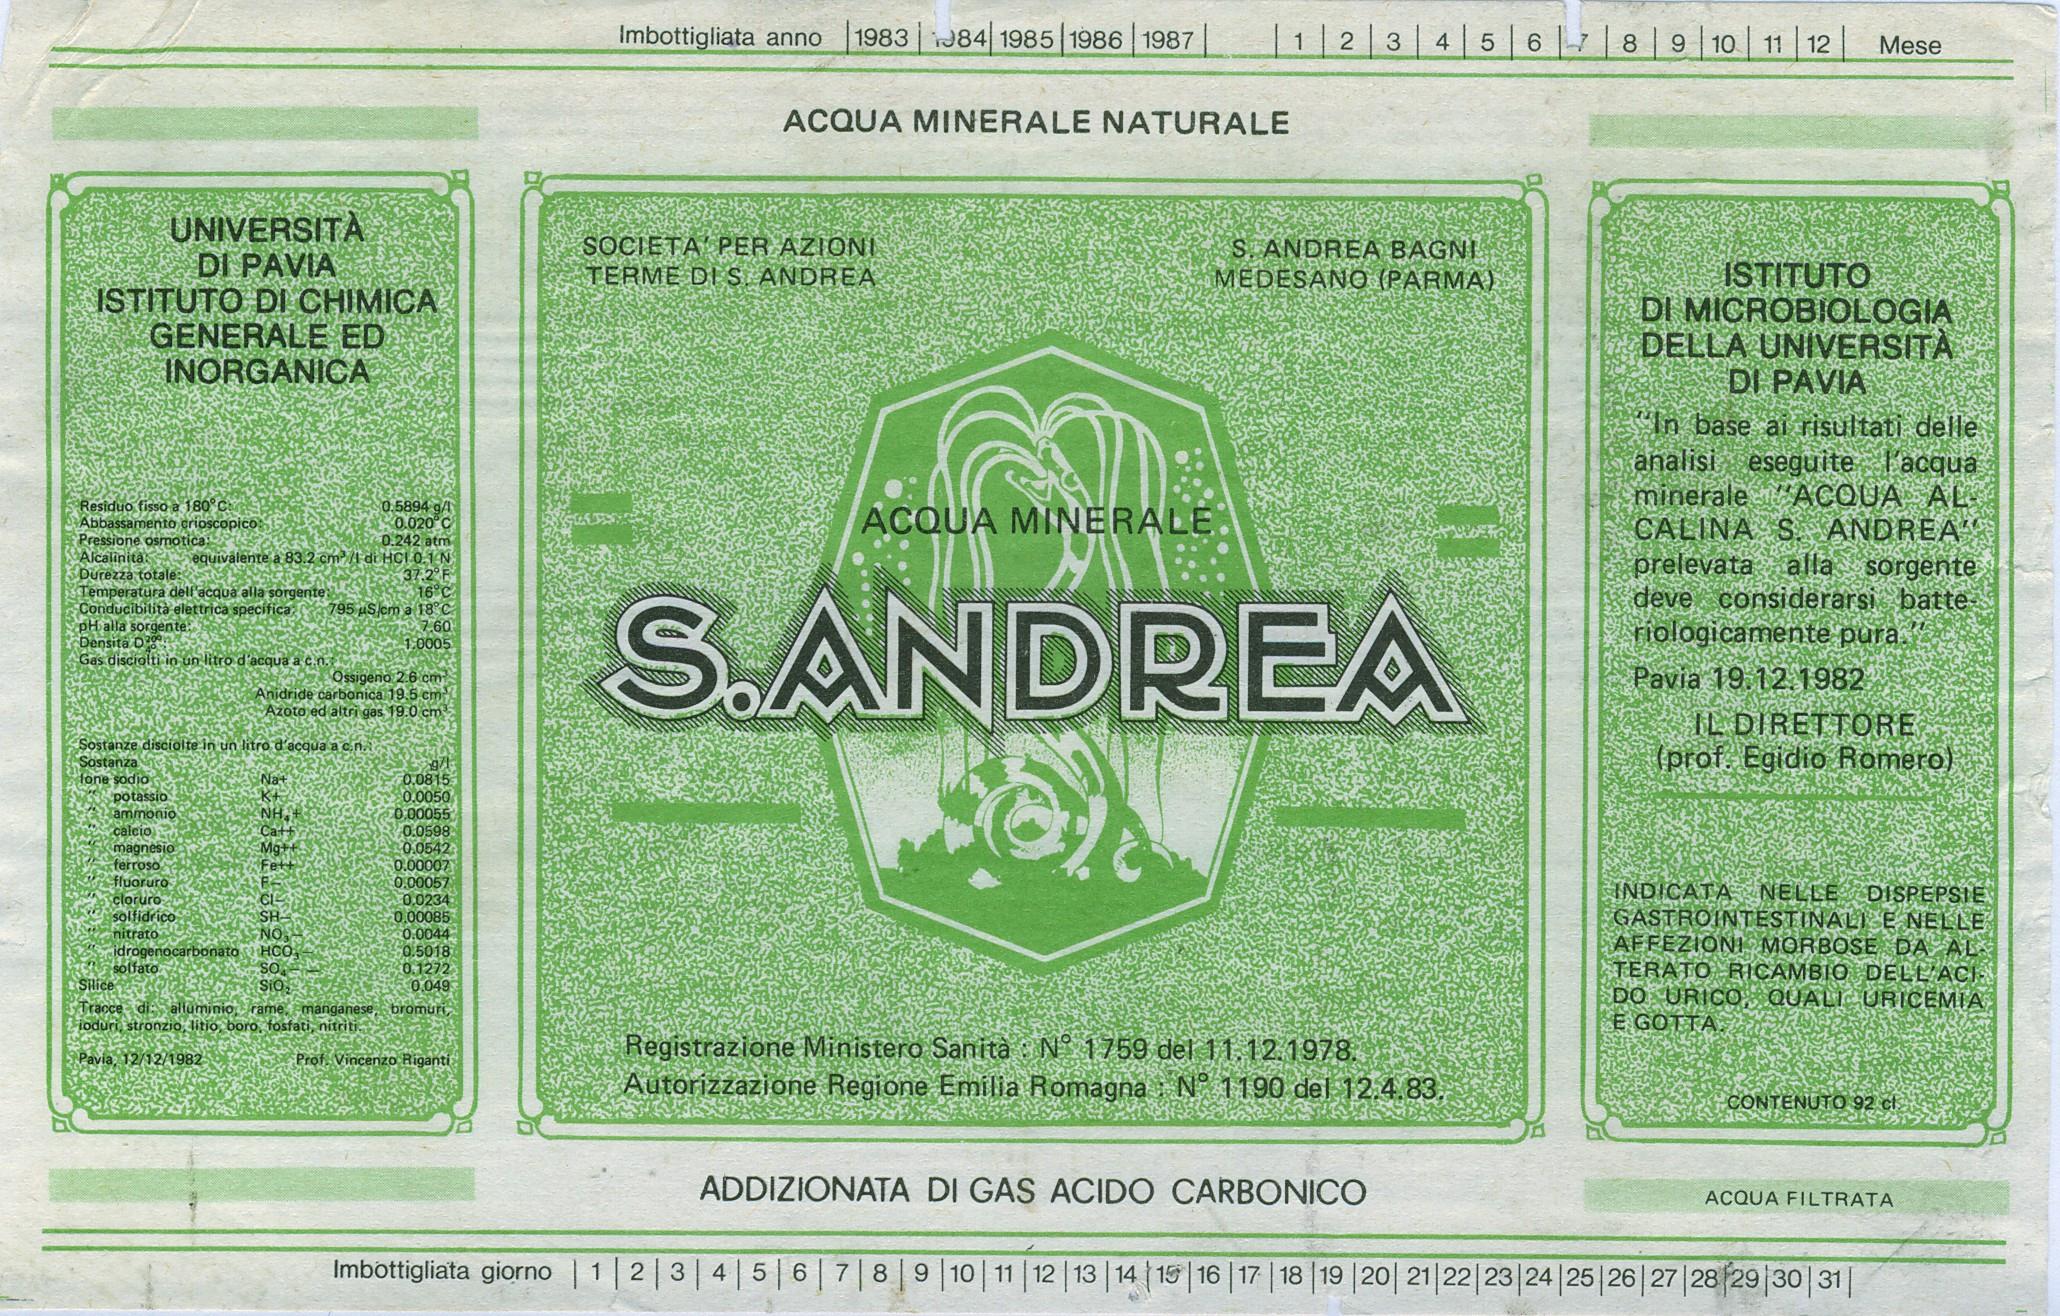 Imbottigliata anno | 1983 | 1984 | 1985 | 1986 | 1987 | | 1 | 2 | 3 | 4 | 5 | 6 | 7 | 8 | 9 | 10 | 11 | 12 | Mese
ACQUA MINERALE NATURALE
UNIVERSITÀ
DI PAVIA
ISTITUTO DI CHIMICA
GENERALE ED
INORGANICA
Residuo fisso a 180°C: 0.5894 g/l
Abbassamento crioscopico: 0.020°C
Pressione osmotica: 0.242 atm
Alcalinità: equivalente a 83.2 cm³/l di HCl 0.1 N
Durezza totale: 37.2°F
Temperatura dell'acqua alla sorgente: 16°C
Conducibilità elettrica specifica: 795 µS/cm a 18°C
pH alla sorgente: 7.60
Densità D: 1.0005
Gas disciolti in un litro d'acqua a c.n.:
Ossigeno 2.6 cm³
Anidride carbonica 19.5 cm³
Azoto ed altri gas 19.0 cm³
Sostanze disciolte in un litro d'acqua a c.n.:
Sostanza g/l
Ione sodio Na+ 0.0815
" potassio K+ 0.0050
" ammonio NH₄+ 0.00055
" calcio Ca++ 0.0598
" magnesio Mg++ 0.0542
" ferroso Fe++ 0.00007
" fluoruro F— 0.00057
" cloruro Cl— 0.0234
" solfidrico SH— 0.00085
" nitrato NO₃— 0.0044
" idrogenocarbonato HCO₃— 0.5018
" solfato SO₄— — 0.1272
Silice SiO₂ 0.049
Tracce di: alluminio, rame, manganese, bromuri,
ioduri, stronzio, litio, boro, fosfati, nitriti.
Pavia, 12/12/1982 Prof. Vincenzo Riganti
SOCIETA' PER AZIONI
TERME DI S. ANDREA
S. ANDREA BAGNI
MEDESANO (PARMA)
ACQUA MINERALE
S.ANDREA
Registrazione Ministero Sanità : N° 1759 del 11.12.1978.
Autorizzazione Regione Emilia Romagna : N° 1190 del 12.4.83.
ISTITUTO
DI MICROBIOLOGIA
DELLA UNIVERSITÀ
DI PAVIA
"In base ai risultati delle
analisi eseguite l'acqua
minerale "ACQUA AL-
CALINA S. ANDREA"
prelevata alla sorgente
deve considerarsi batte-
riologicamente pura."
Pavia 19.12.1982
IL DIRETTORE
(prof. Egidio Romero)
INDICATA NELLE DISPEPSIE
GASTROINTESTINALI E NELLE
AFFEZIONI MORBOSE DA AL-
TERATO RICAMBIO DELL'ACI-
DO URICO, QUALI URICEMIA
E GOTTA.
CONTENUTO 92 cl.
ADDIZIONATA DI GAS ACIDO CARBONICO
ACQUA FILTRATA
Imbottigliata giorno | 1 | 2 | 3 | 4 | 5 | 6 | 7 | 8 | 9 | 10 | 11 | 12 | 13 | 14 | 15 | 16 | 17 | 18 | 19 | 20 | 21 | 22 | 23 | 24 | 25 | 26 | 27 | 28 | 29 | 30 | 31 |